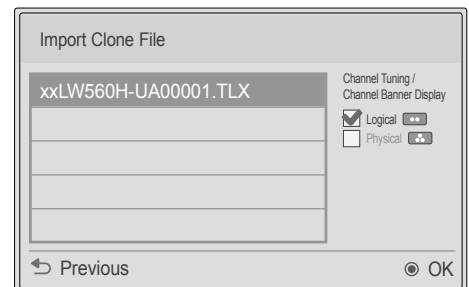 Import Clone File
xxLW560H-UA00001.TLX
Channel Tuning /
Channel Banner Display
Logical
Physical
Previous
OK